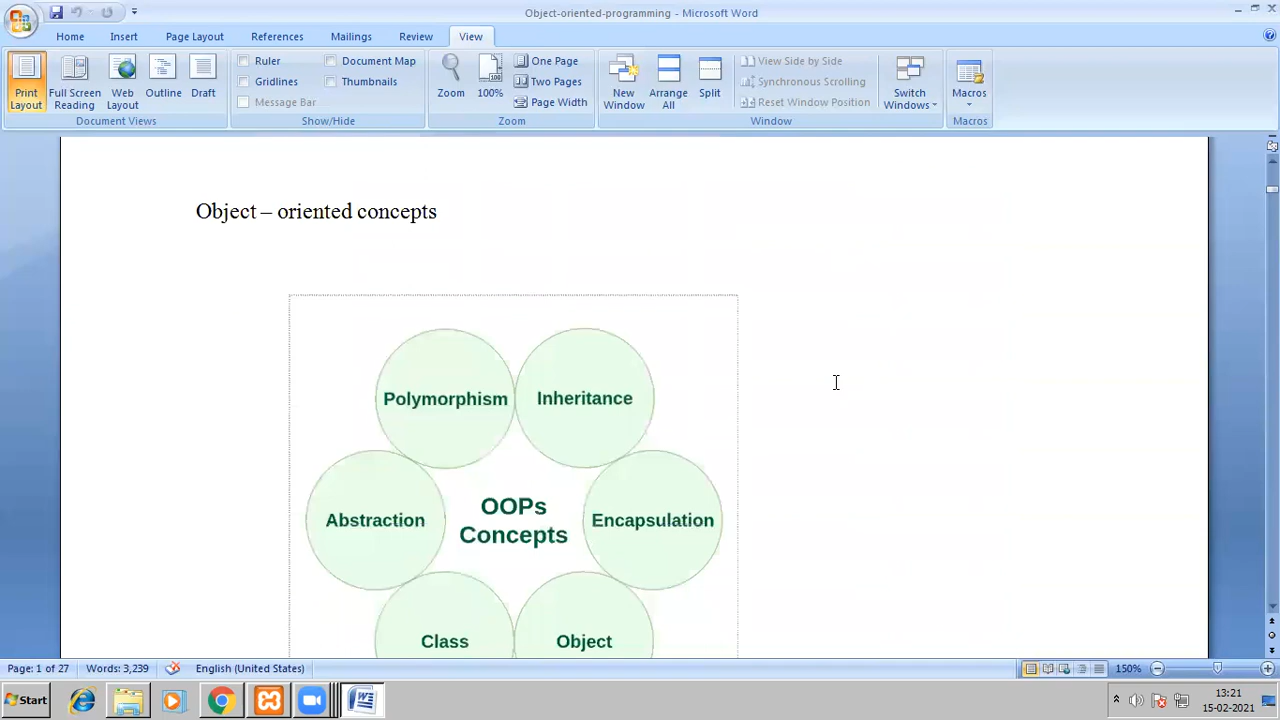 Object-oriented-programming - Microsoft Word
Home Insert Page Layout References Mailings Review View
Print Layout
Full Screen Reading
Web Layout
Outline
Draft
Document Views
Ruler
Gridlines
Message Bar
Document Map
Thumbnails
Show/Hide
Zoom
100%
One Page
Two Pages
Page Width
Zoom
New Window
Arrange All
Split
View Side by Side
Synchronous Scrolling
Reset Window Position
Switch Windows
Window
Macros
Macros
Object – oriented concepts
Polymorphism
Inheritance
Abstraction
OOPs
Concepts
Encapsulation
Class
Object
Page: 1 of 27 Words: 3,239 English (United States) 150%
Start
13:21
15-02-2021